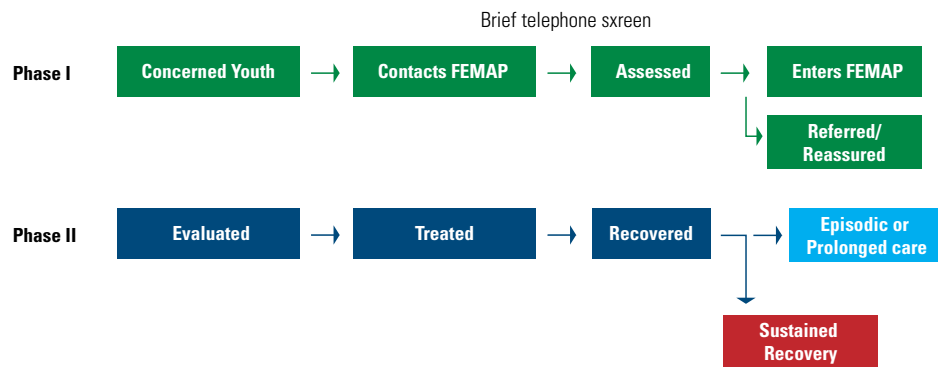 Brief telephone sxreen
Phase I
Concerned Youth
Contacts FEMAP
Assessed
Enters FEMAP
Referred/
Reassured
Phase II
Evaluated
Treated
Recovered
Episodic or
Prolonged care
Sustained
Recovery